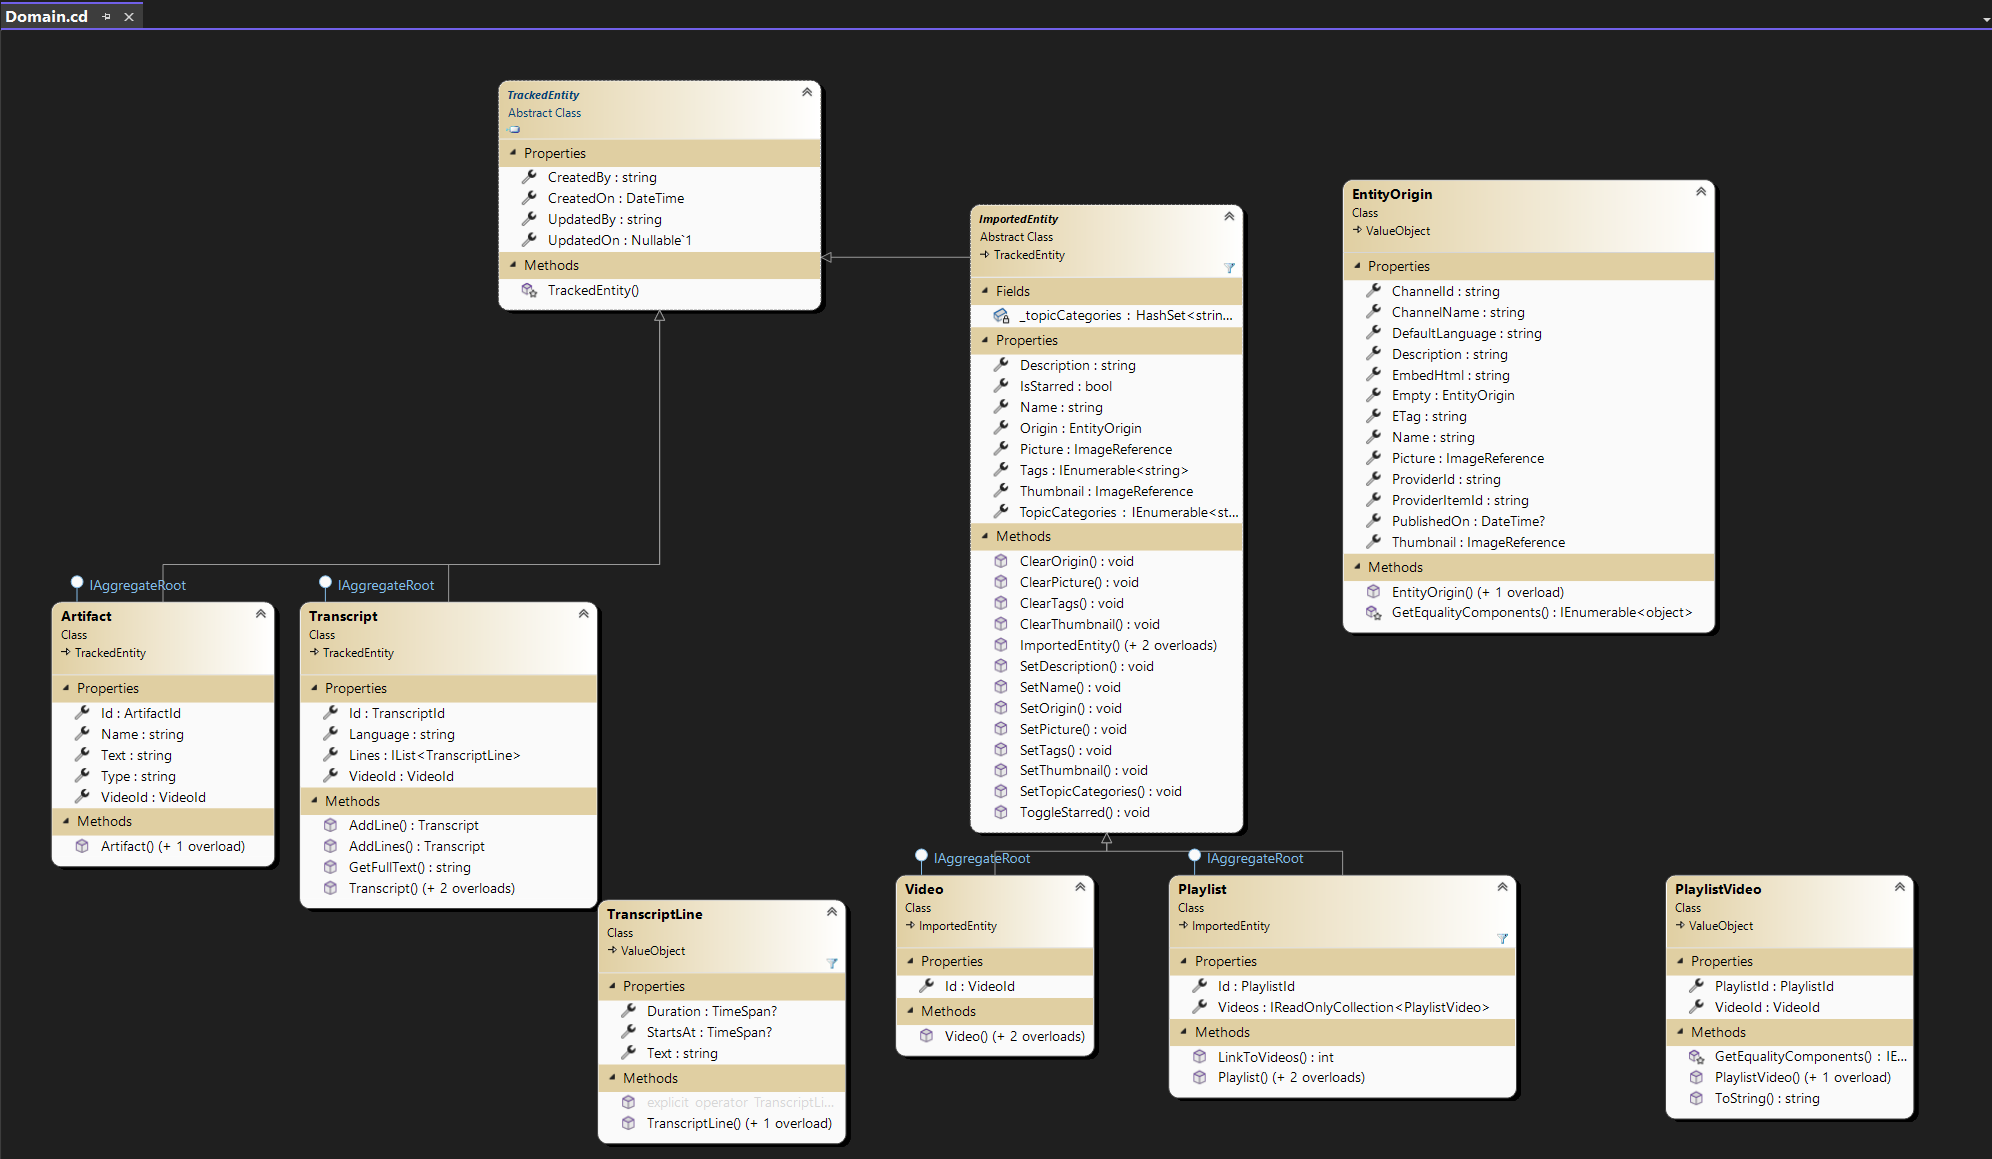 Domain.cd
TrackedEntity
Abstract Class
Properties
CreatedBy : string
CreatedOn : DateTime
UpdatedBy : string
UpdatedOn : Nullable`1
Methods
TrackedEntity()
ImportedEntity
Abstract Class
TrackedEntity
Fields
_topicCategories : HashSet<strin...
Properties
Description : string
IsStarred : bool
Name : string
Origin : EntityOrigin
Picture : ImageReference
Tags : IEnumerable<string>
Thumbnail : ImageReference
TopicCategories : IEnumerable<st...
Methods
ClearOrigin() : void
ClearPicture() : void
ClearTags() : void
ClearThumbnail() : void
ImportedEntity() (+ 2 overloads)
SetDescription() : void
SetName() : void
SetOrigin() : void
SetPicture() : void
SetTags() : void
SetThumbnail() : void
SetTopicCategories() : void
ToggleStarred() : void
EntityOrigin
Class
ValueObject
Properties
ChannelId : string
ChannelName : string
DefaultLanguage : string
Description : string
EmbedHtml : string
Empty : EntityOrigin
ETag : string
Name : string
Picture : ImageReference
ProviderId : string
ProviderItemId : string
PublishedOn : DateTime?
Thumbnail : ImageReference
Methods
EntityOrigin() (+ 1 overload)
GetEqualityComponents() : IEnumerable<object>
IAggregateRoot
Artifact
Class
TrackedEntity
Properties
Id : ArtifactId
Name : string
Text : string
Type : string
VideoId : VideoId
Methods
Artifact() (+ 1 overload)
IAggregateRoot
Transcript
Class
TrackedEntity
Properties
Id : TranscriptId
Language : string
Lines : IList<TranscriptLine>
VideoId : VideoId
Methods
AddLine() : Transcript
AddLines() : Transcript
GetFullText() : string
Transcript() (+ 2 overloads)
TranscriptLine
Class
ValueObject
Properties
Duration : TimeSpan?
StartsAt : TimeSpan?
Text : string
Methods
explicit operator TranscriptLi...
TranscriptLine() (+ 1 overload)
IAggregateRoot
Video
Class
ImportedEntity
Properties
Id : VideoId
Methods
Video() (+ 2 overloads)
IAggregateRoot
Playlist
Class
ImportedEntity
Properties
Id : PlaylistId
Videos : IReadOnlyCollection<PlaylistVideo>
Methods
LinkToVideos() : int
Playlist() (+ 2 overloads)
PlaylistVideo
Class
ValueObject
Properties
PlaylistId : PlaylistId
VideoId : VideoId
Methods
GetEqualityComponents() : IE...
PlaylistVideo() (+ 1 overload)
ToString() : string